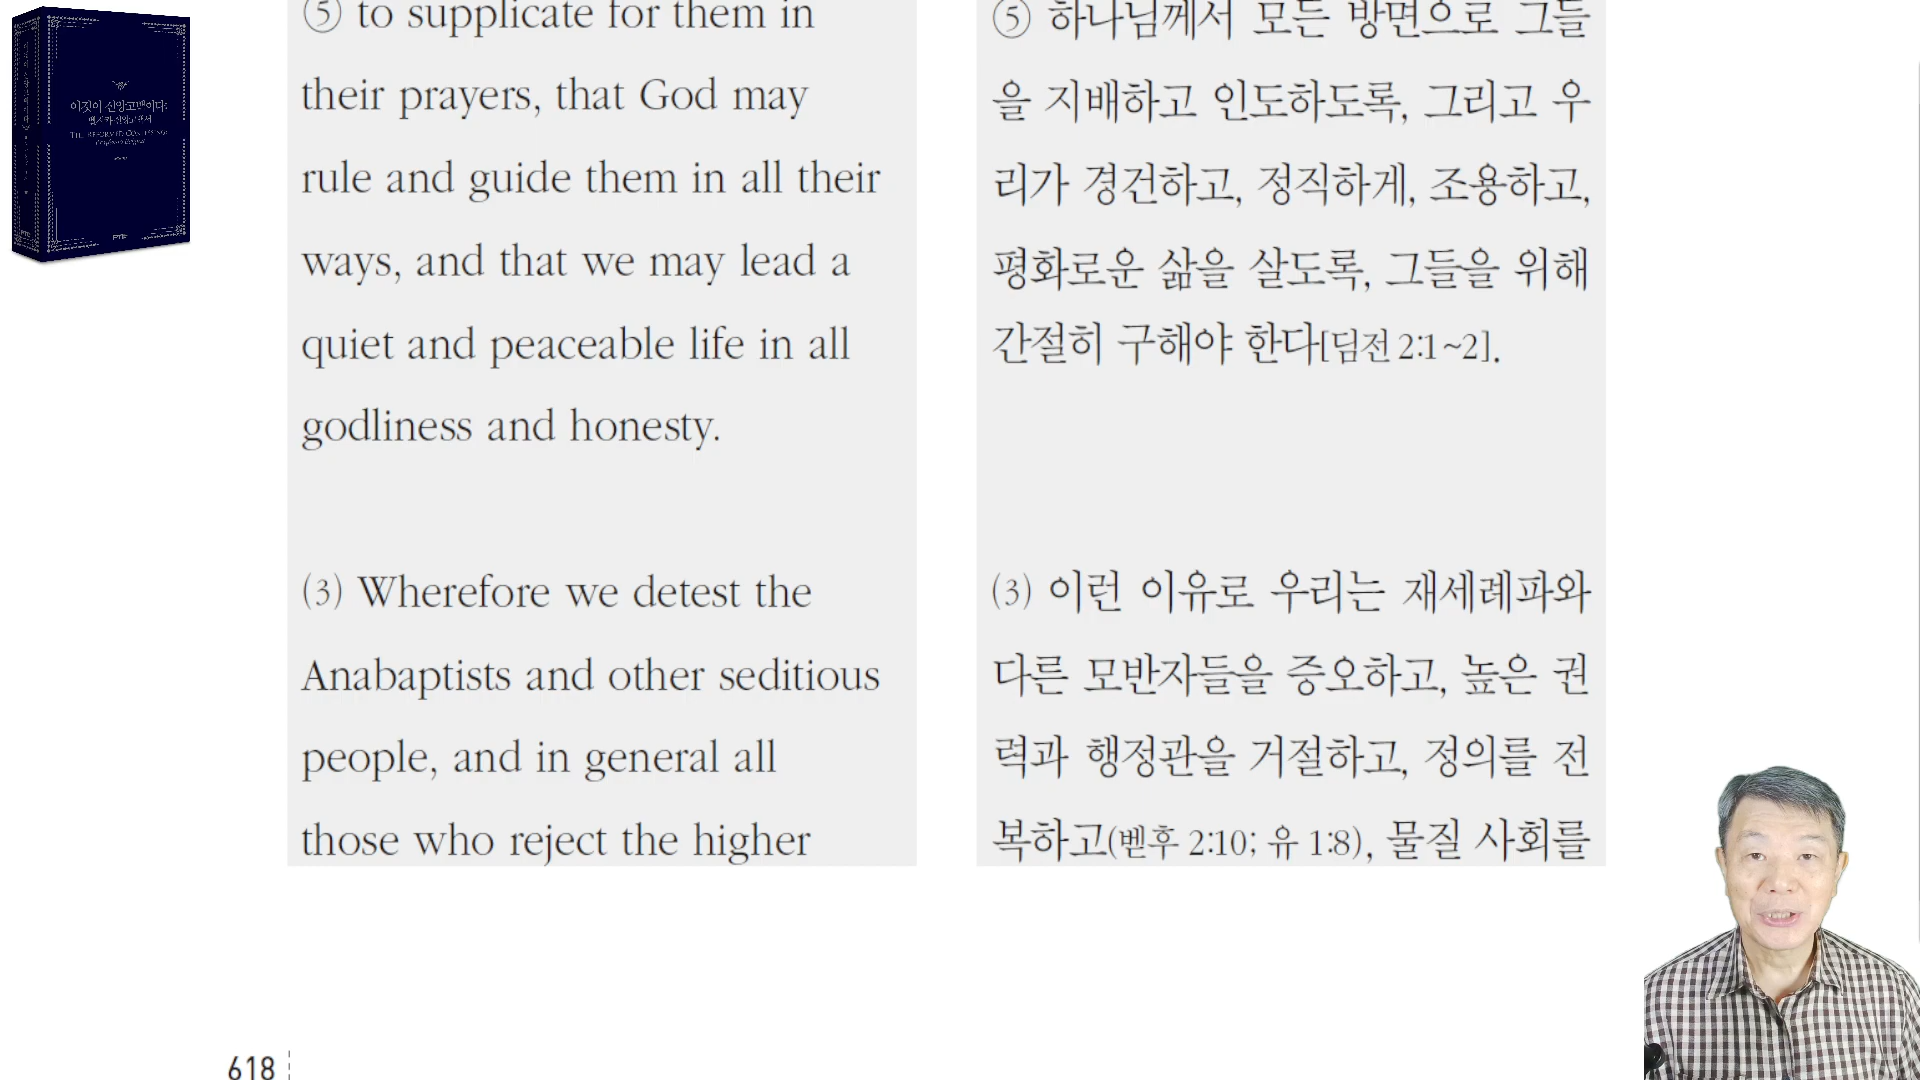 ⑤ to supplicate for them in
their prayers, that God may
rule and guide them in all their
ways, and that we may lead a
quiet and peaceable life in all
godliness and honesty.
(3) Wherefore we detest the
Anabaptists and other seditious
people, and in general all
those who reject the higher
⑤ 하나님께서 모든 방면으로 그들
을 지배하고 인도하도록, 그리고 우
리가 경건하고, 정직하게, 조용하고,
평화로운 삶을 살도록, 그들을 위해
간절히 구해야 한다[딤전 2:1~2].
(3) 이런 이유로 우리는 재세례파와
다른 모반자들을 증오하고, 높은 권
력과 행정관을 거절하고, 정의를 전
복하고(벧후 2:10; 유 1:8), 물질 사회를
618
이것이 신앙고백이다: